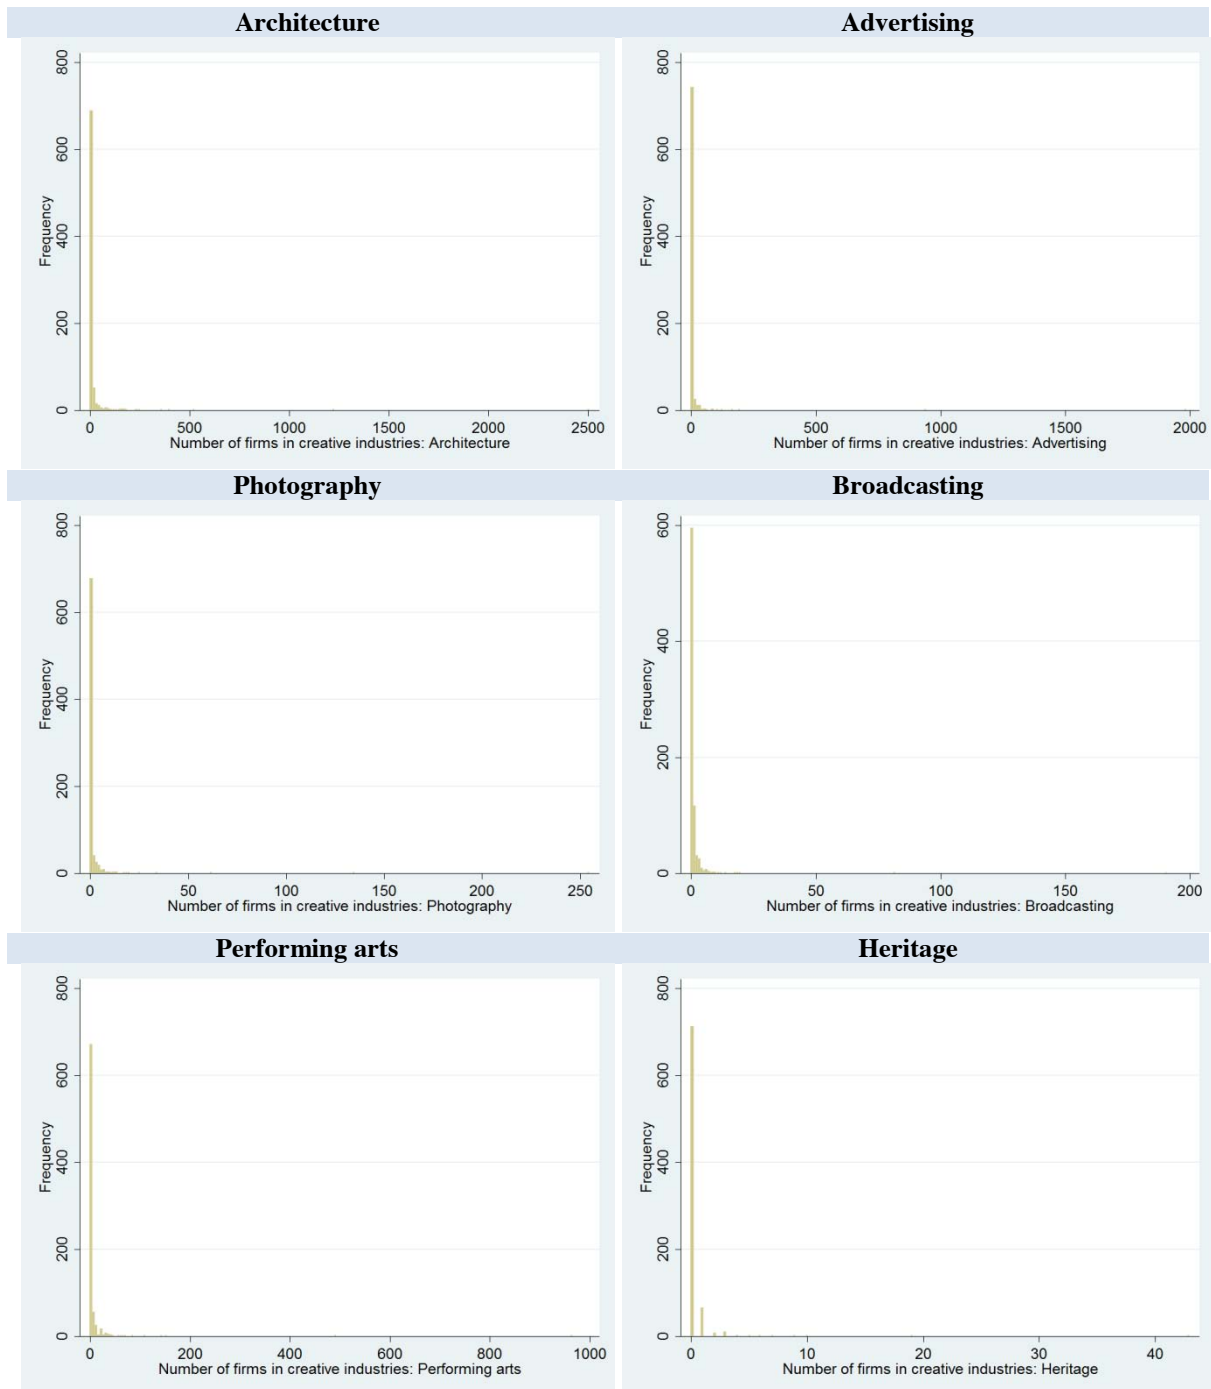 Architecture
Advertising
800
600
400
200
0
Frequency
0 500 1000 1500 2000 2500
Number of firms in creative industries: Architecture
800
600
400
200
0
Frequency
0 500 1000 1500 2000
Number of firms in creative industries: Advertising
Photography
Broadcasting
800
600
400
200
0
Frequency
0 50 100 150 200 250
Number of firms in creative industries: Photography
600
400
200
0
Frequency
0 50 100 150 200
Number of firms in creative industries: Broadcasting
Performing arts
Heritage
800
600
400
200
0
Frequency
0 200 400 600 800 1000
Number of firms in creative industries: Performing arts
800
600
400
200
0
Frequency
0 10 20 30 40
Number of firms in creative industries: Heritage